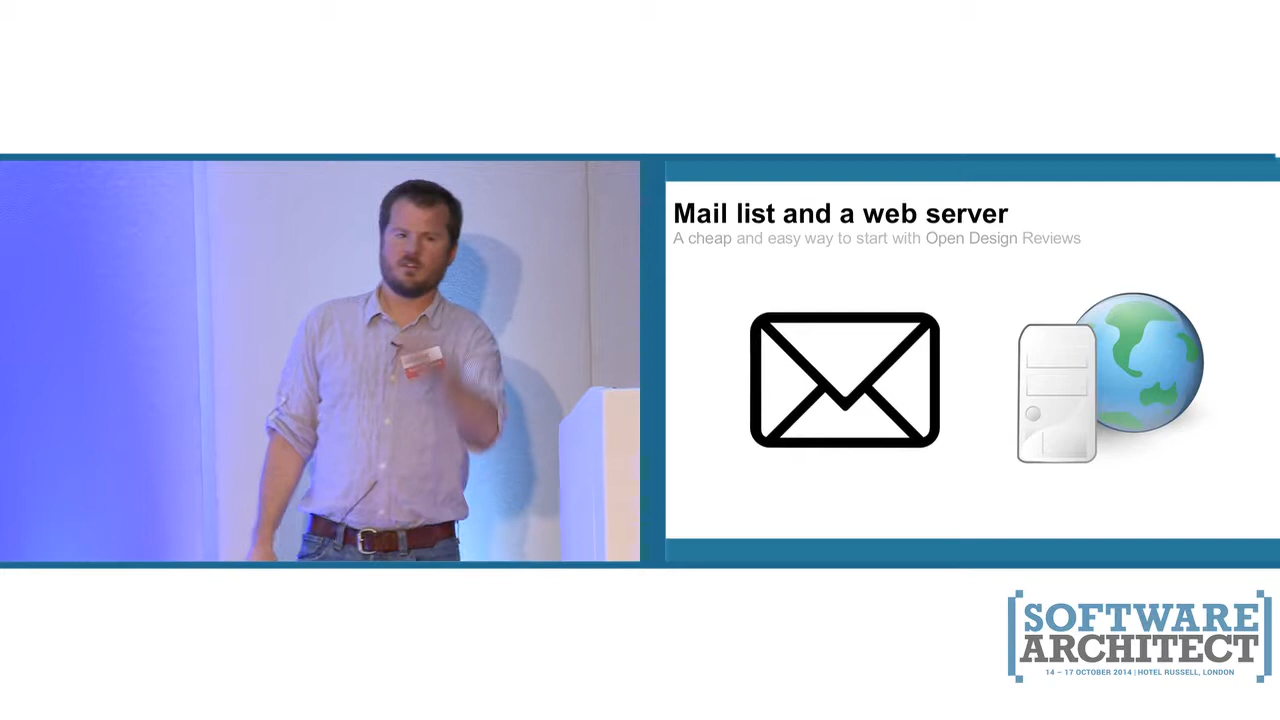 Mail list and a web server
A cheap and easy way to start with Open Design Reviews
SOFTWARE
ARCHITECT
14 – 17 OCTOBER 2014 | HOTEL RUSSELL, LONDON